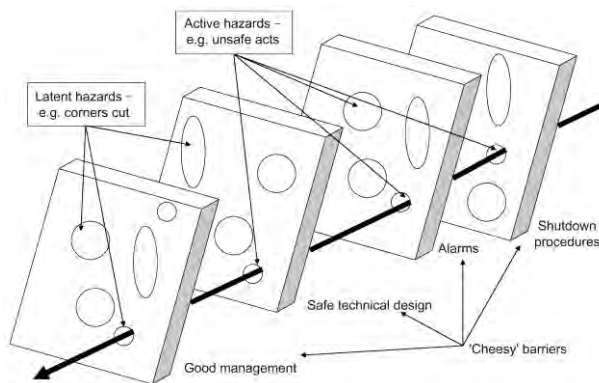 Active hazards –
e.g. unsafe acts
Latent hazards –
e.g. corners cut
Shutdown
procedures
Alarms
Safe technical design
'Cheesy' barriers
Good management